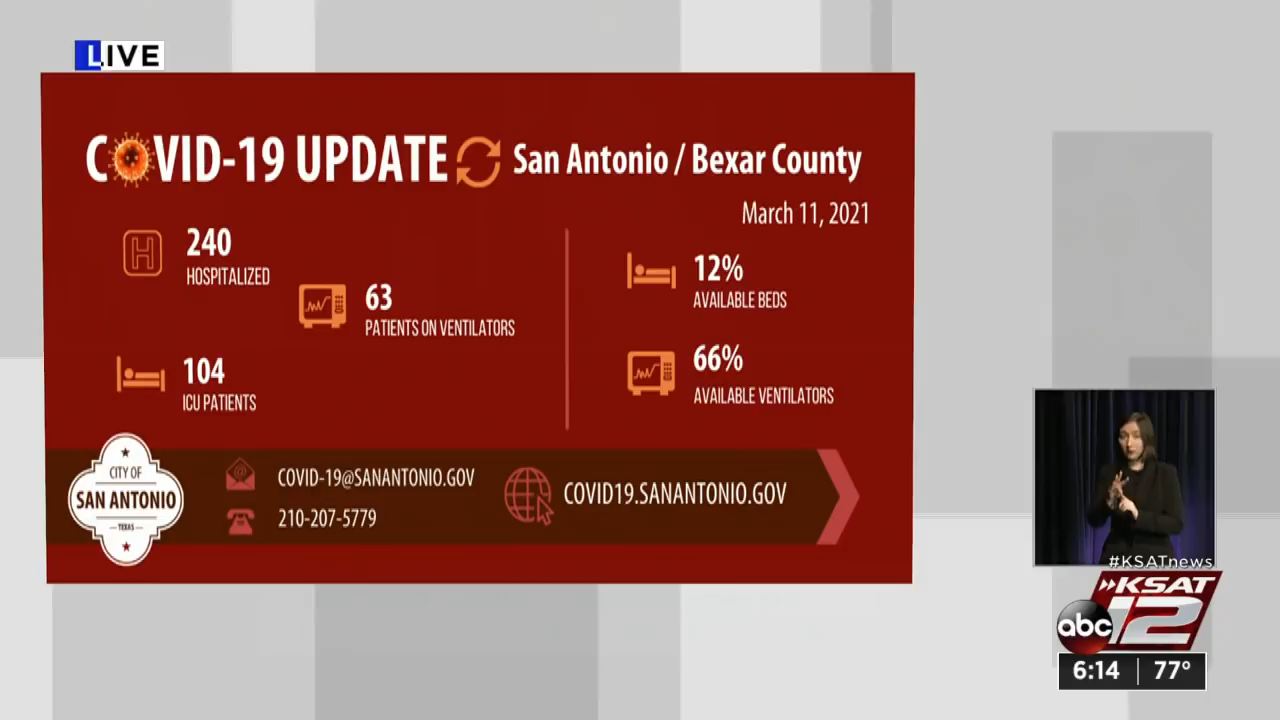 LIVE
COVID-19 UPDATE
San Antonio / Bexar County
March 11, 2021
H
240
HOSPITALIZED
63
PATIENTS ON VENTILATORS
104
ICU PATIENTS
12%
AVAILABLE BEDS
66%
AVAILABLE VENTILATORS
CITY OF
SAN ANTONIO
TEXAS
@
COVID-19@SANANTONIO.GOV
210-207-5779
COVID19.SANANTONIO.GOV
#KSATnews
KSAT
abc 12
6:14 77°